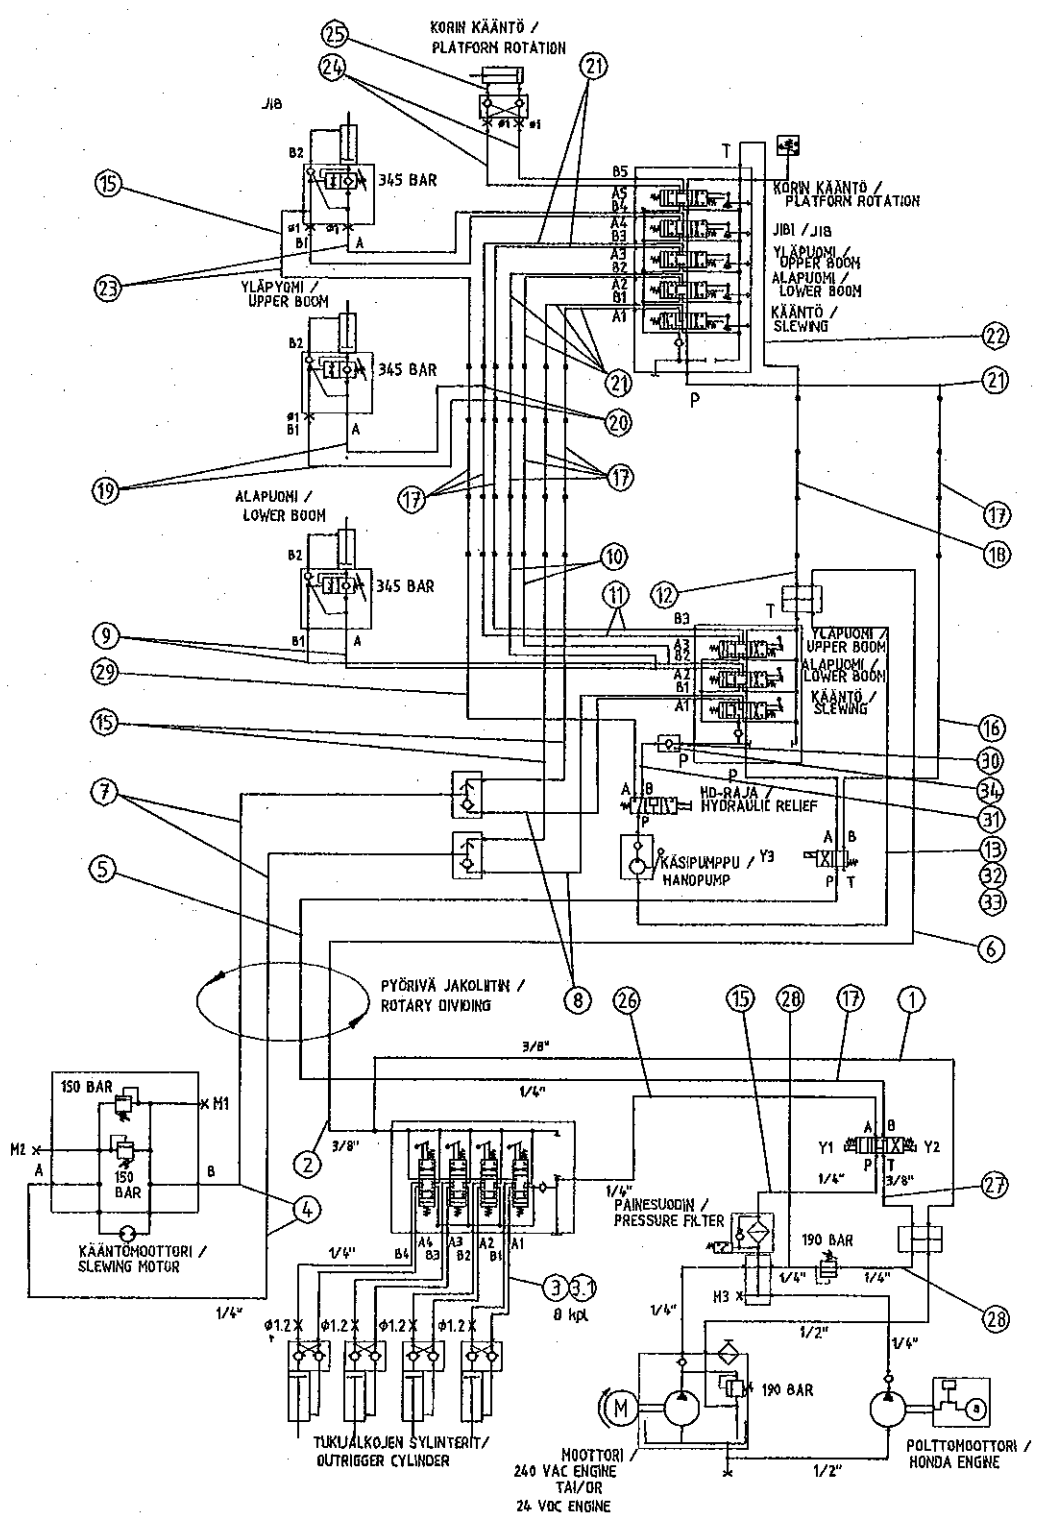 KORIN KÄÄNTÖ /
PLATFORM ROTATION
25
24
21
JIB
ø1 ø1
T
B2
345 BAR
15
B5
A5
B4
A4
B3
A3
B2
A2
B1
A1
KORIN KÄÄNTÖ /
PLATFORM ROTATION
JIBI / JIB
YLÄPUOMI /
UPPER BOOM
ALAPUOMI /
LOWER BOOM
KÄÄNTÖ /
SLEWING
ø1 ø1
B1 A
23
YLÄPYOMI /
UPPER BOOM
21
22
B2
345 BAR
21
21
P
20
ø1
B1 A
19
17
17
17
18
ALAPUOMI /
LOWER BOOM
B2
345 BAR
10
11
12
T
B3
A3
B2
A2
B1
A1
YLÄPUOMI /
UPPER BOOM
ALAPUOMI /
LOWER BOOM
KÄÄNTÖ /
SLEWING
B1 A
9
29
15
16
30
34
31
13
32
33
6
P
P
A B
HD-RAJA /
HYDRAULIC RELIEF
P
7
5
KÄSIPUMPPU /
HANDPUMP
Y3
A B
P T
PYÖRIVÄ JAKOLIITIN /
ROTARY DIVIDING
8
26
15
28
17
1
3/8"
1/4"
150 BAR
M1
M2
A
150
BAR
B
2
3/8"
4
KÄÄNTÖMOOTTORI /
SLEWING MOTOR
1/4"
A B
Y1 Y2
P T
1/4"
3/8"
1/4"
27
PAINESUODIN /
PRESSURE FILTER
B4 A4 B3 A3 B2 A2 B1 A1
1/4"
3 3.1
8 kpl
190 BAR
1/4" 1/4"
M3
28
1/4"
1/2"
1/4"
ø1.2 ø1.2 ø1.2 ø1.2
M
190 BAR
TUKIJALKOJEN SYLINTERIT/
OUTRIGGER CYLINDER
MOOTTORI /
240 VAC ENGINE
TAI/OR
24 VDC ENGINE
1/2"
POLTTOMOOTTORI /
HONDA ENGINE